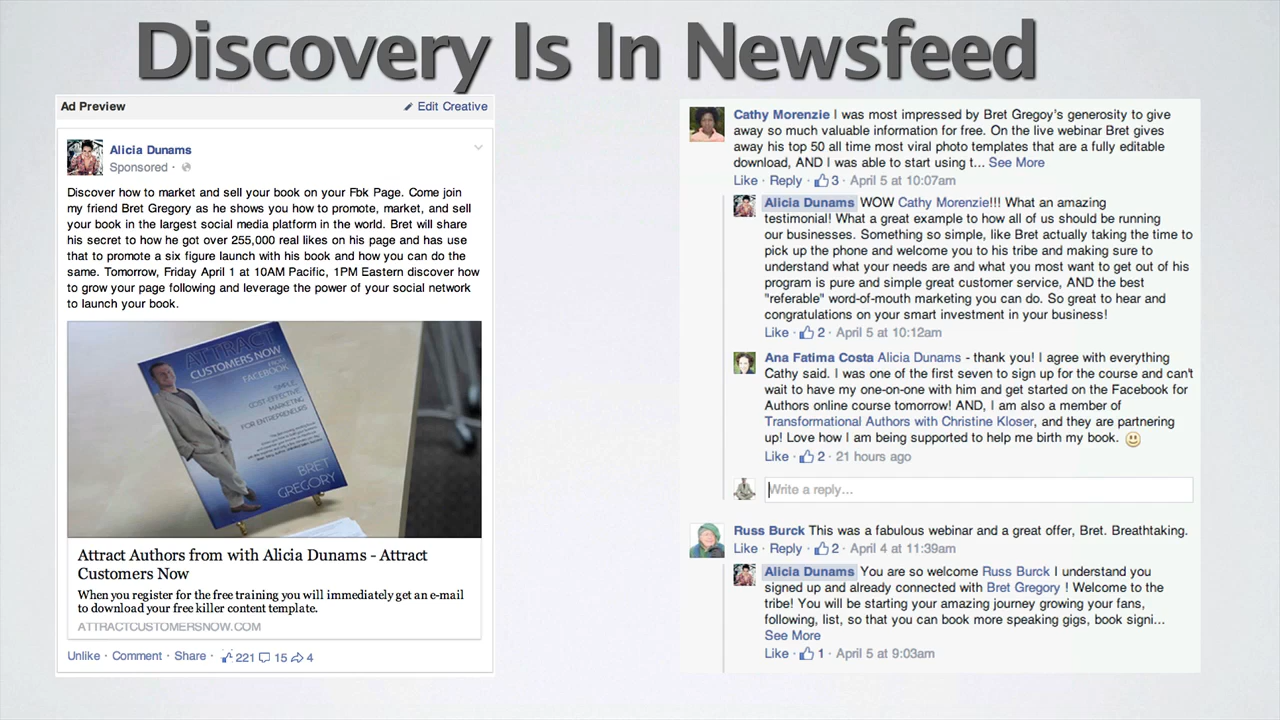 Discovery Is In Newsfeed
Ad Preview
Edit Creative
Alicia Dunams
Sponsored ·
Discover how to market and sell your book on your Fbk Page. Come join
my friend Bret Gregory as he shows you how to promote, market, and sell
your book in the largest social media platform in the world. Bret will share
his secret to how he got over 255,000 real likes on his page and has use
that to promote a six figure launch with his book and how you can do the
same. Tomorrow, Friday April 1 at 10AM Pacific, 1PM Eastern discover how
to grow your page following and leverage the power of your social network
to launch your book.
ATTRACT
CUSTOMERS NOW
FROM
FACEBOOK
SIMPLE,
COST-EFFECTIVE
MARKETING
FOR ENTREPRENEURS
BRET
GREGORY
Attract Authors from with Alicia Dunams - Attract
Customers Now
When you register for the free training you will immediately get an e-mail
to download your free killer content template.
ATTRACTCUSTOMERSNOW.COM
Unlike · Comment · Share · 221 15 4
Cathy Morenzie I was most impressed by Bret Gregoy's generosity to give
away so much valuable information for free. On the live webinar Bret gives
away his top 50 all time most viral photo templates that are a fully editable
download, AND I was able to start using t... See More
Like · Reply · 3 · April 5 at 10:07am
Alicia Dunams WOW Cathy Morenzie!!! What an amazing
testimonial! What a great example to how all of us should be running
our businesses. Something so simple, like Bret actually taking the time to
pick up the phone and welcome you to his tribe and making sure to
understand what your needs are and what you most want to get out of his
program is pure and simple great customer service, AND the best
"referable" word-of-mouth marketing you can do. So great to hear and
congratulations on your smart investment in your business!
Like · 2 · April 5 at 10:12am
Ana Fatima Costa Alicia Dunams - thank you! I agree with everything
Cathy said. I was one of the first seven to sign up for the course and can't
wait to have my one-on-one with him and get started on the Facebook for
Authors online course tomorrow! AND, I am also a member of
Transformational Authors with Christine Kloser, and they are partnering
up! Love how I am being supported to help me birth my book.
Like · 2 · 21 hours ago
Write a reply...
Russ Burck This was a fabulous webinar and a great offer, Bret. Breathtaking.
Like · Reply · 2 · April 4 at 11:39am
Alicia Dunams You are so welcome Russ Burck I understand you
signed up and already connected with Bret Gregory ! Welcome to the
tribe! You will be starting your amazing journey growing your fans,
following, list, so that you can book more speaking gigs, book signi...
See More
Like · 1 · April 5 at 9:03am